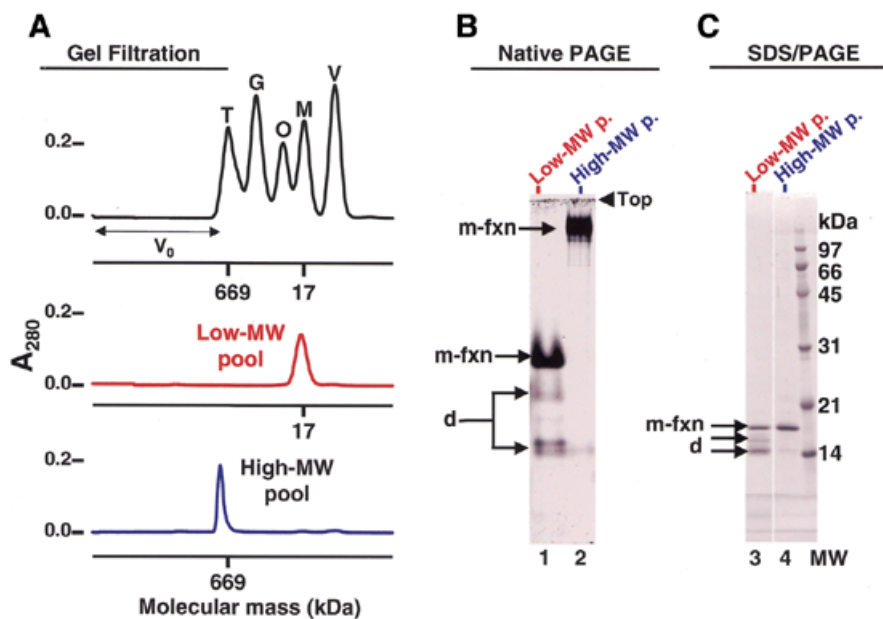 A
Gel Filtration
T
G
O
M
V
0.2
0.0
V0
669
17
A280
0.2
0.0
Low-MW
pool
17
0.2
0.0
High-MW
pool
669
Molecular mass (kDa)
B
Native PAGE
Low-MW p.
High-MW p.
Top
m-fxn
m-fxn
d
1 2
C
SDS/PAGE
Low-MW p.
High-MW p.
kDa
97
66
45
31
21
14
m-fxn
d
3 4 MW